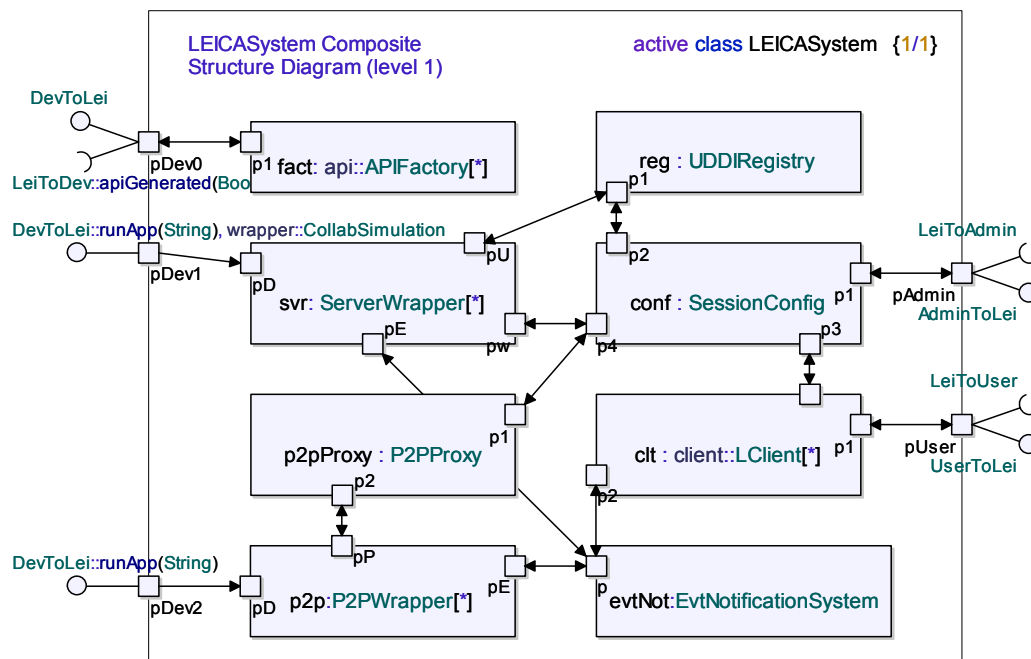 LEICASystem Composite
Structure Diagram (level 1)
active class LEICASystem {1/1}
DevToLei
pDev0
p1
fact: api::APIFactory[*]
LeiToDev::apiGenerated(Boo
reg : UDDIRegistry
p1
DevToLei::runApp(String), wrapper::CollabSimulation
pDev1
pD
pU
svr: ServerWrapper[*]
pE
pw
p2
conf : SessionConfig
p1
p3
p4
LeiToAdmin
pAdmin
AdminToLei
p2pProxy : P2PProxy
p1
p2
clt : client::LClient[*]
p1
p2
LeiToUser
pUser
UserToLei
DevToLei::runApp(String)
pDev2
pD
pP
p2p:P2PWrapper[*]
pE
p
evtNot:EvtNotificationSystem